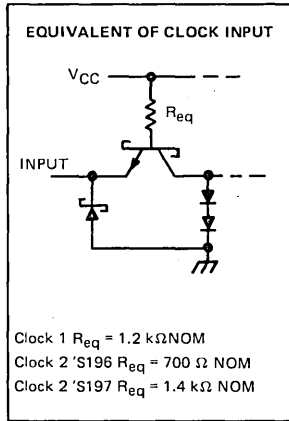 EQUIVALENT OF CLOCK INPUT
VCC
Req
INPUT
Clock 1 Req = 1.2 kΩNOM
Clock 2 'S196 Req = 700 Ω NOM
Clock 2 'S197 Req = 1.4 kΩ NOM